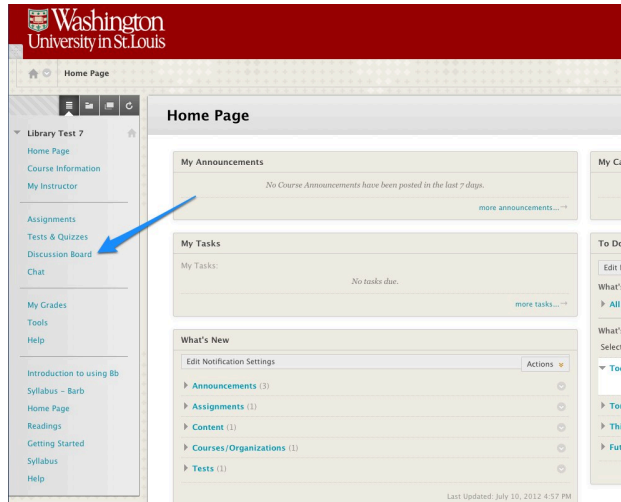 Washington
University in St. Louis
Home Page
Library Test 7
Home Page
Course Information
My Instructor
Assignments
Tests & Quizzes
Discussion Board
Chat
My Grades
Tools
Help
Introduction to using Bb
Syllabus – Barb
Home Page
Readings
Getting Started
Syllabus
Help
Home Page
My Announcements
No Course Announcements have been posted in the last 7 days.
more announcements...→
My Tasks
My Tasks:
No tasks due.
more tasks...→
What's New
Edit Notification Settings
Actions
Announcements (3)
Assignments (1)
Content (1)
Courses/Organizations (1)
Tests (1)
Last Updated: July 10, 2012 4:57 PM
My Ca
To Do
Edit
What'
All
What'
Selec
To
Thi
Fut